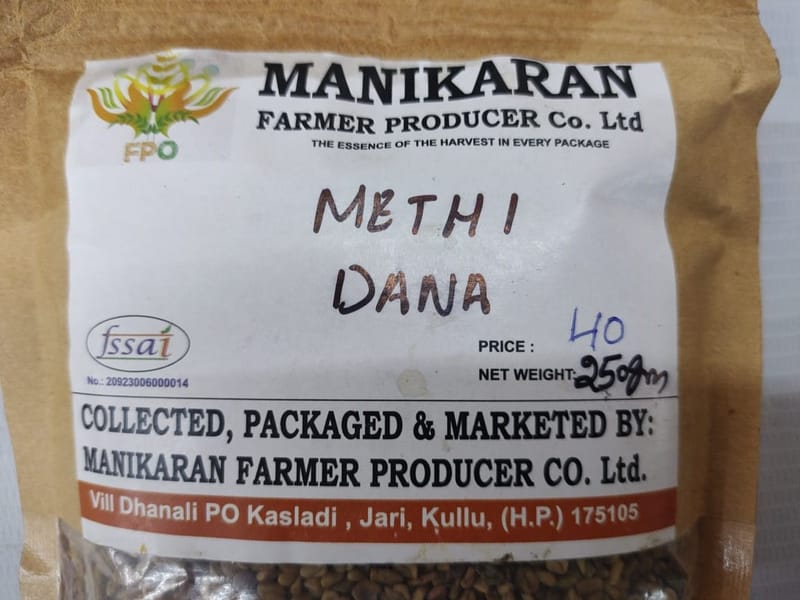 MANIKARAN
FARMER PRODUCER Co. Ltd
THE ESSENCE OF THE HARVEST IN EVERY PACKAGE
FPO
METHI
DANA
fssai
No.: 20923006000014
PRICE : 40
NET WEIGHT: 250gm
COLLECTED, PACKAGED & MARKETED BY:
MANIKARAN FARMER PRODUCER CO. Ltd.
Vill Dhanali PO Kasladi , Jari, Kullu, (H.P.) 175105